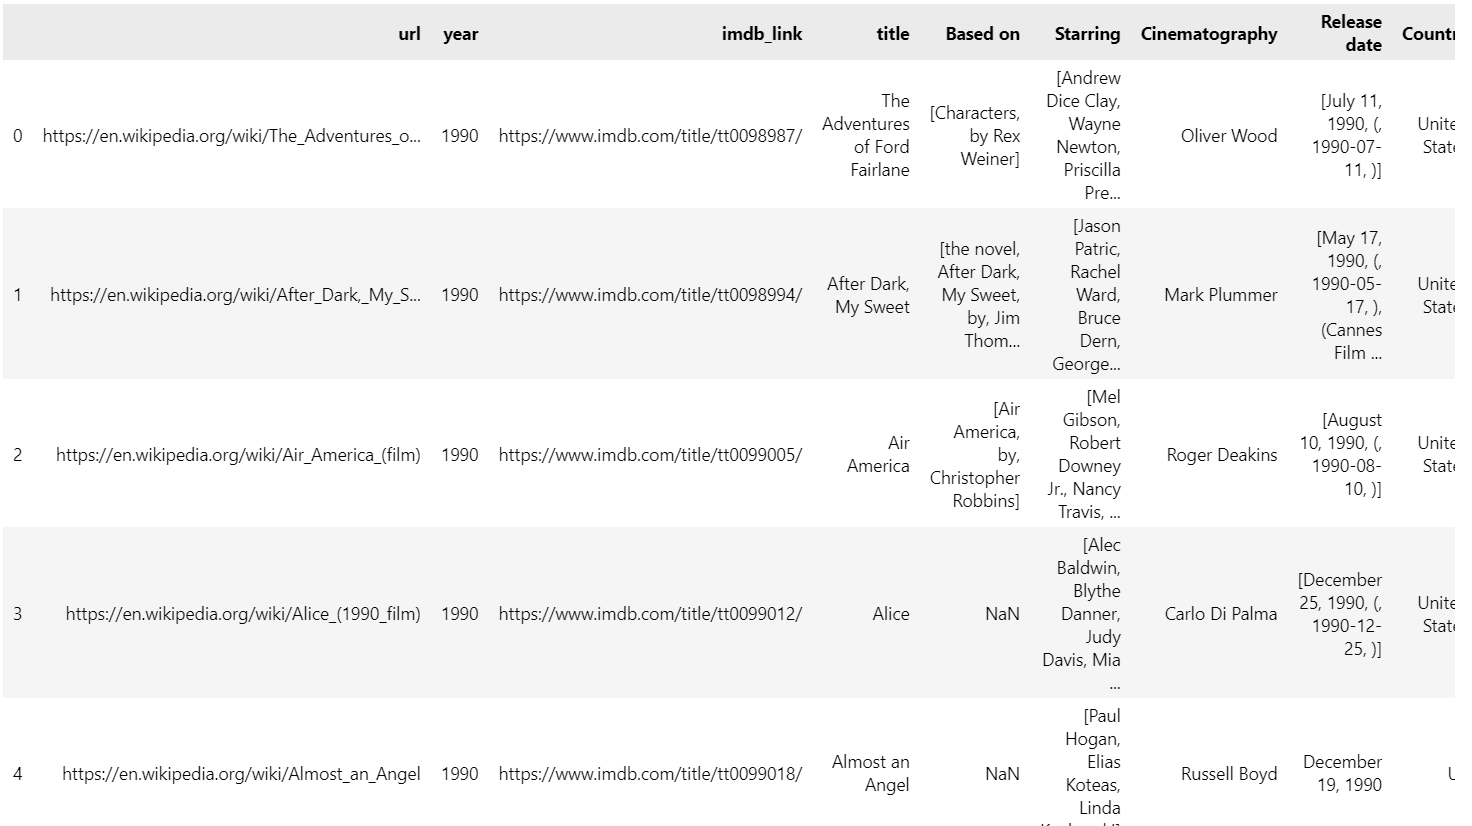 url year imdb_link title Based on Starring Cinematography Release date Countr
0 https://en.wikipedia.org/wiki/The_Adventures_o... 1990 https://www.imdb.com/title/tt0098987/ The Adventures of Ford Fairlane [Characters, by Rex Weiner] [Andrew Dice Clay, Wayne Newton, Priscilla Pre... Oliver Wood [July 11, 1990, (, 1990-07-11, )] Unite State
1 https://en.wikipedia.org/wiki/After_Dark,_My_S... 1990 https://www.imdb.com/title/tt0098994/ After Dark, My Sweet [the novel, After Dark, My Sweet, by, Jim Thom... [Jason Patric, Rachel Ward, Bruce Dern, George... Mark Plummer [May 17, 1990, (, 1990-05-17, ), (Cannes Film ... Unite State
2 https://en.wikipedia.org/wiki/Air_America_(film) 1990 https://www.imdb.com/title/tt0099005/ Air America [Air America, by, Christopher Robbins] [Mel Gibson, Robert Downey Jr., Nancy Travis, ... Roger Deakins [August 10, 1990, (, 1990-08-10, )] Unite State
3 https://en.wikipedia.org/wiki/Alice_(1990_film) 1990 https://www.imdb.com/title/tt0099012/ Alice NaN [Alec Baldwin, Blythe Danner, Judy Davis, Mia ... Carlo Di Palma [December 25, 1990, (, 1990-12-25, )] Unite State
4 https://en.wikipedia.org/wiki/Almost_an_Angel 1990 https://www.imdb.com/title/tt0099018/ Almost an Angel NaN [Paul Hogan, Elias Koteas, Linda Russell Boyd December 19, 1990